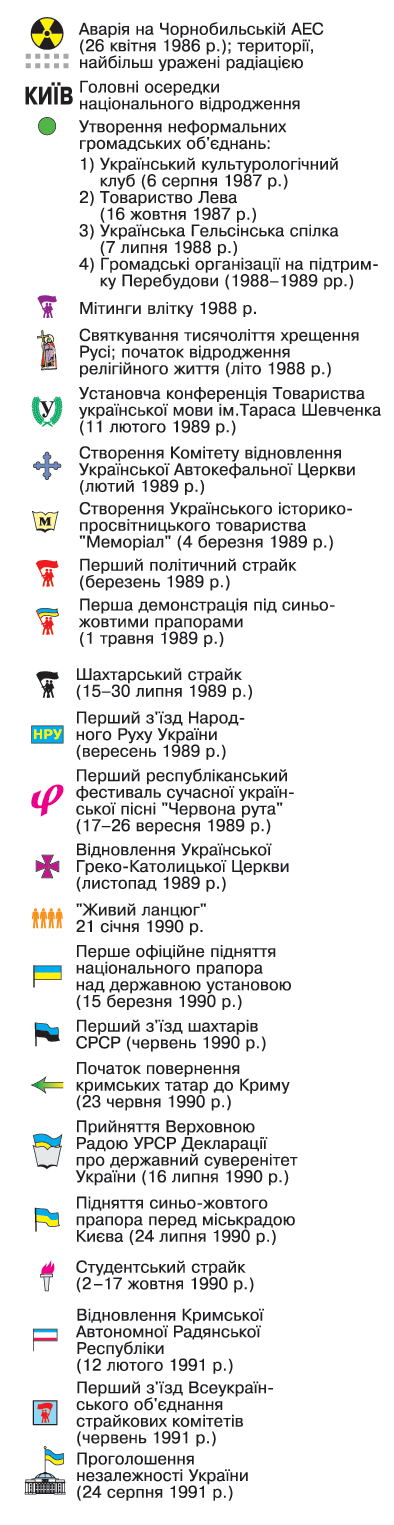 Аварія на Чорнобильській АЕС
(26 квітня 1986 р.); території,
найбільш уражені радіацією
КИЇВ Головні осередки
національного відродження
Утворення неформальних
громадських об'єднань:
1) Український культурологічний
клуб (6 серпня 1987 р.)
2) Товариство Лева
(16 жовтня 1987 р.)
3) Українська Гельсінська спілка
(7 липня 1988 р.)
4) Громадські організації на підтрим-
ку Перебудови (1988–1989 рр.)
Мітинги влітку 1988 р.
Святкування тисячоліття хрещення
Русі; початок відродження
релігійного життя (літо 1988 р.)
У Установча конференція Товариства
української мови ім.Тараса Шевченка
(11 лютого 1989 р.)
Створення Комітету відновлення
Української Автокефальної Церкви
(лютий 1989 р.)
М Створення Українського історико-
просвітницького товариства
"Меморіал" (4 березня 1989 р.)
Перший політичний страйк
(березень 1989 р.)
Перша демонстрація під синьо-
жовтими прапорами
(1 травня 1989 р.)
Шахтарський страйк
(15–30 липня 1989 р.)
НРУ Перший з'їзд Народ-
ного Руху України
(вересень 1989 р.)
Перший республіканський
фестиваль сучасної україн-
ської пісні "Червона рута"
(17–26 вересня 1989 р.)
Відновлення Української
Греко-Католицької Церкви
(листопад 1989 р.)
"Живий ланцюг"
21 січня 1990 р.
Перше офіційне підняття
національного прапора
над державною установою
(15 березня 1990 р.)
Перший з'їзд шахтарів
СРСР (червень 1990 р.)
Початок повернення
кримських татар до Криму
(23 червня 1990 р.)
Прийняття Верховною
Радою УРСР Декларації
про державний суверенітет
України (16 липня 1990 р.)
Підняття синьо-жовтого
прапора перед міськрадою
Києва (24 липня 1990 р.)
Студентський страйк
(2–17 жовтня 1990 р.)
Відновлення Кримської
Автономної Радянської
Республіки
(12 лютого 1991 р.)
Перший з'їзд Всеукраїн-
ського об'єднання
страйкових комітетів
(червень 1991 р.)
Проголошення
незалежності України
(24 серпня 1991 р.)